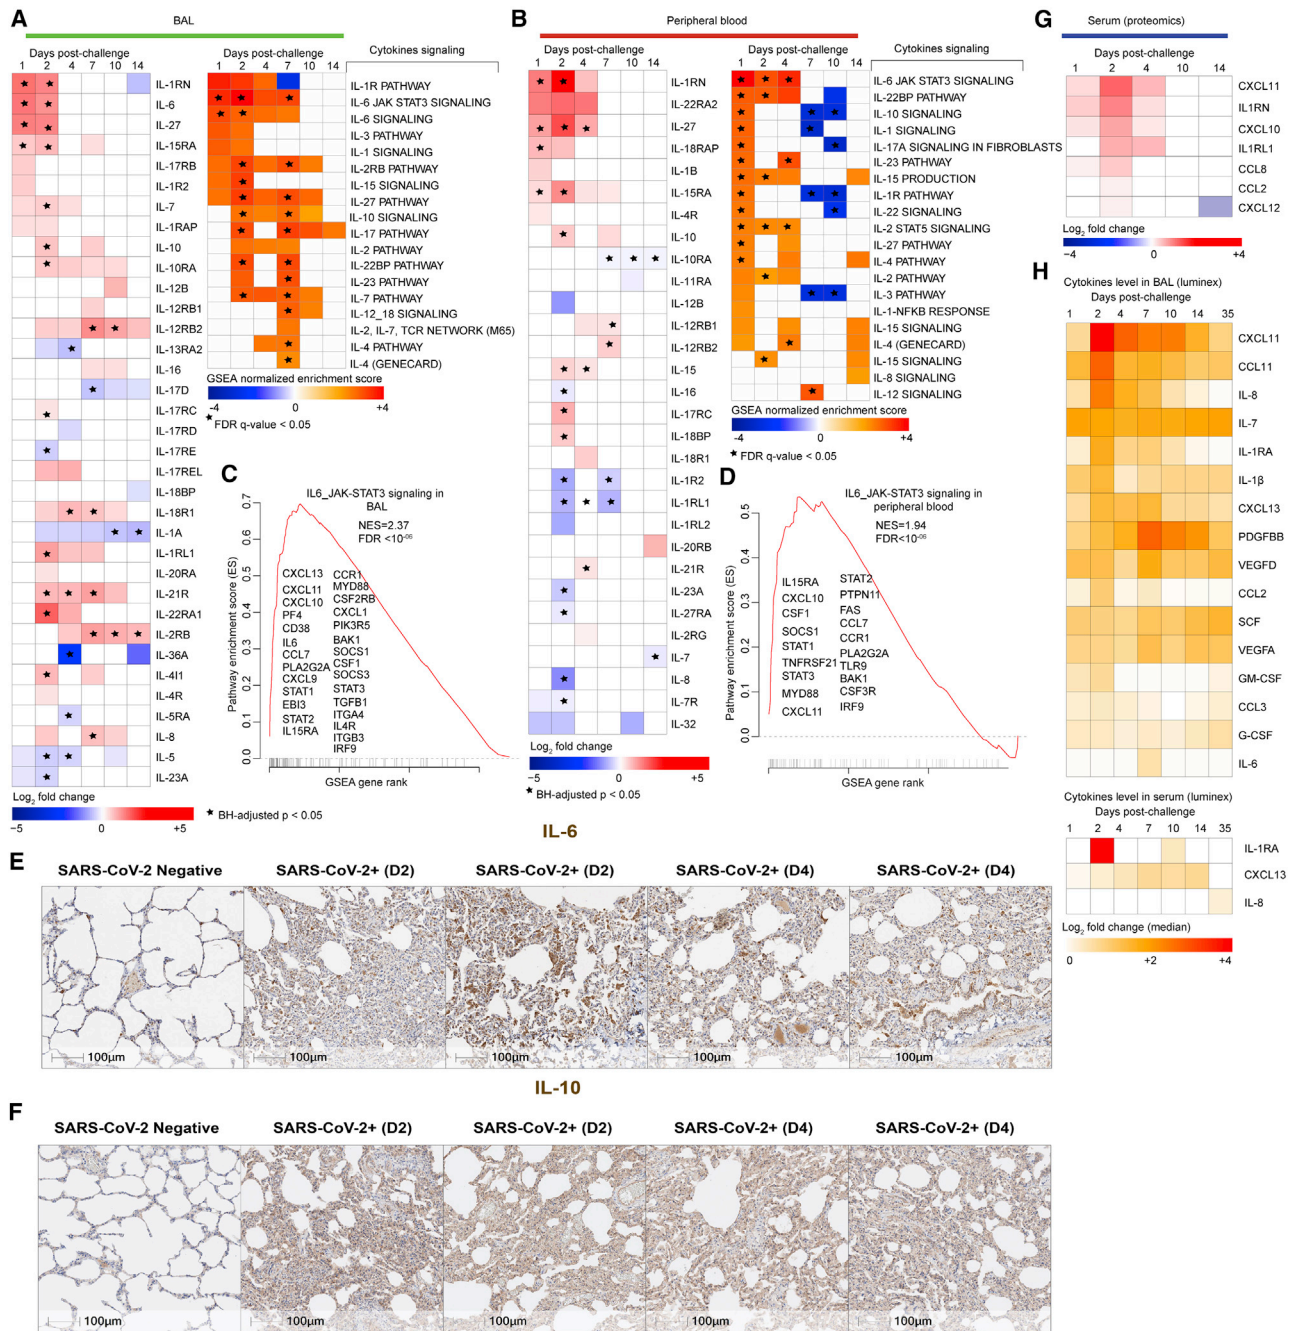 A
BAL
Days post-challenge
1 2 4 7 10 14
IL-1RN
IL-6
IL-27
IL-15RA
IL-17RB
IL-1R2
IL-7
IL-1RAP
IL-10
IL-10RA
IL-12B
IL-12RB1
IL-12RB2
IL-13RA2
IL-16
IL-17D
IL-17RC
IL-17RD
IL-17RE
IL-17REL
IL-18BP
IL-18R1
IL-1A
IL-1RL1
IL-20RA
IL-21R
IL-22RA1
IL-2RB
IL-36A
IL-4I1
IL-4R
IL-5RA
IL-8
IL-5
IL-23A
Log2 fold change
−5 0 +5
★ BH-adjusted p < 0.05
Days post-challenge
1 2 4 7 10 14
Cytokines signaling
IL-1R PATHWAY
IL-6 JAK STAT3 SIGNALING
IL-6 SIGNALING
IL-3 PATHWAY
IL-1 SIGNALING
IL-2RB PATHWAY
IL-15 SIGNALING
IL-27 PATHWAY
IL-10 SIGNALING
IL-17 PATHWAY
IL-2 PATHWAY
IL-22BP PATHWAY
IL-23 PATHWAY
IL-7 PATHWAY
IL-12_18 SIGNALING
IL-2, IL-7, TCR NETWORK (M65)
IL-4 PATHWAY
IL-4 (GENECARD)
GSEA normalized enrichment score
−4 0 +4
★ FDR q-value < 0.05
B
Peripheral blood
Days post-challenge
1 2 4 7 10 14
IL-1RN
IL-22RA2
IL-27
IL-18RAP
IL-1B
IL-15RA
IL-4R
IL-10
IL-10RA
IL-11RA
IL-12B
IL-12RB1
IL-12RB2
IL-15
IL-16
IL-17RC
IL-18BP
IL-18R1
IL-1R2
IL-1RL1
IL-1RL2
IL-20RB
IL-21R
IL-23A
IL-27RA
IL-2RG
IL-7
IL-8
IL-7R
IL-32
Log2 fold change
−5 0 +5
★ BH-adjusted p < 0.05
Days post-challenge
1 2 4 7 10 14
Cytokines signaling
IL-6 JAK STAT3 SIGNALING
IL-22BP PATHWAY
IL-10 SIGNALING
IL-1 SIGNALING
IL-17A SIGNALING IN FIBROBLASTS
IL-23 PATHWAY
IL-15 PRODUCTION
IL-1R PATHWAY
IL-22 SIGNALING
IL-2 STAT5 SIGNALING
IL-27 PATHWAY
IL-4 PATHWAY
IL-2 PATHWAY
IL-3 PATHWAY
IL-1-NFKB RESPONSE
IL-15 SIGNALING
IL-4 (GENECARD)
IL-15 SIGNALING
IL-8 SIGNALING
IL-12 SIGNALING
GSEA normalized enrichment score
−4 0 +4
★ FDR q-value < 0.05
C
IL6_JAK-STAT3 signaling in
BAL
NES=2.37
FDR <10-06
Pathway enrichment score (ES)
0.7
0.6
0.5
0.4
0.3
0.2
0.1
0.0
CXCL13
CXCL11
CXCL10
PF4
CD38
IL6
CCL7
PLA2G2A
CXCL9
STAT1
EBI3
STAT2
IL15RA
CCR1
MYD88
CSF2RB
CXCL1
PIK3R5
BAK1
SOCS1
CSF1
SOCS3
STAT3
TGFB1
ITGA4
IL4R
ITGB3
IRF9
GSEA gene rank
D
IL6_JAK-STAT3 signaling in
peripheral blood
NES=1.94
FDR<10-06
Pathway enrichment score (ES)
0.5
0.4
0.3
0.2
0.1
0.0
IL15RA
CXCL10
CSF1
SOCS1
STAT1
TNFRSF21
STAT3
MYD88
CXCL11
STAT2
PTPN11
FAS
CCL7
CCR1
PLA2G2A
TLR9
BAK1
CSF3R
IRF9
GSEA gene rank
G
Serum (proteomics)
Days post-challenge
1 2 4 10 14
CXCL11
IL1RN
CXCL10
IL1RL1
CCL8
CCL2
CXCL12
Log2 fold change
−4 0 +4
H
Cytokines level in BAL (luminex)
Days post-challenge
1 2 4 7 10 14 35
CXCL11
CCL11
IL-8
IL-7
IL-1RA
IL-1β
CXCL13
PDGFBB
VEGFD
CCL2
SCF
VEGFA
GM-CSF
CCL3
G-CSF
IL-6
Cytokines level in serum (luminex)
Days post-challenge
1 2 4 7 10 14 35
IL-1RA
CXCL13
IL-8
Log2 fold change (median)
0 +2 +4
IL-6
E
SARS-CoV-2 Negative SARS-CoV-2+ (D2) SARS-CoV-2+ (D2) SARS-CoV-2+ (D4) SARS-CoV-2+ (D4)
100µm 100µm 100µm 100µm 100µm
IL-10
F
SARS-CoV-2 Negative SARS-CoV-2+ (D2) SARS-CoV-2+ (D2) SARS-CoV-2+ (D4) SARS-CoV-2+ (D4)
100µm 100µm 100µm 100µm 100µm